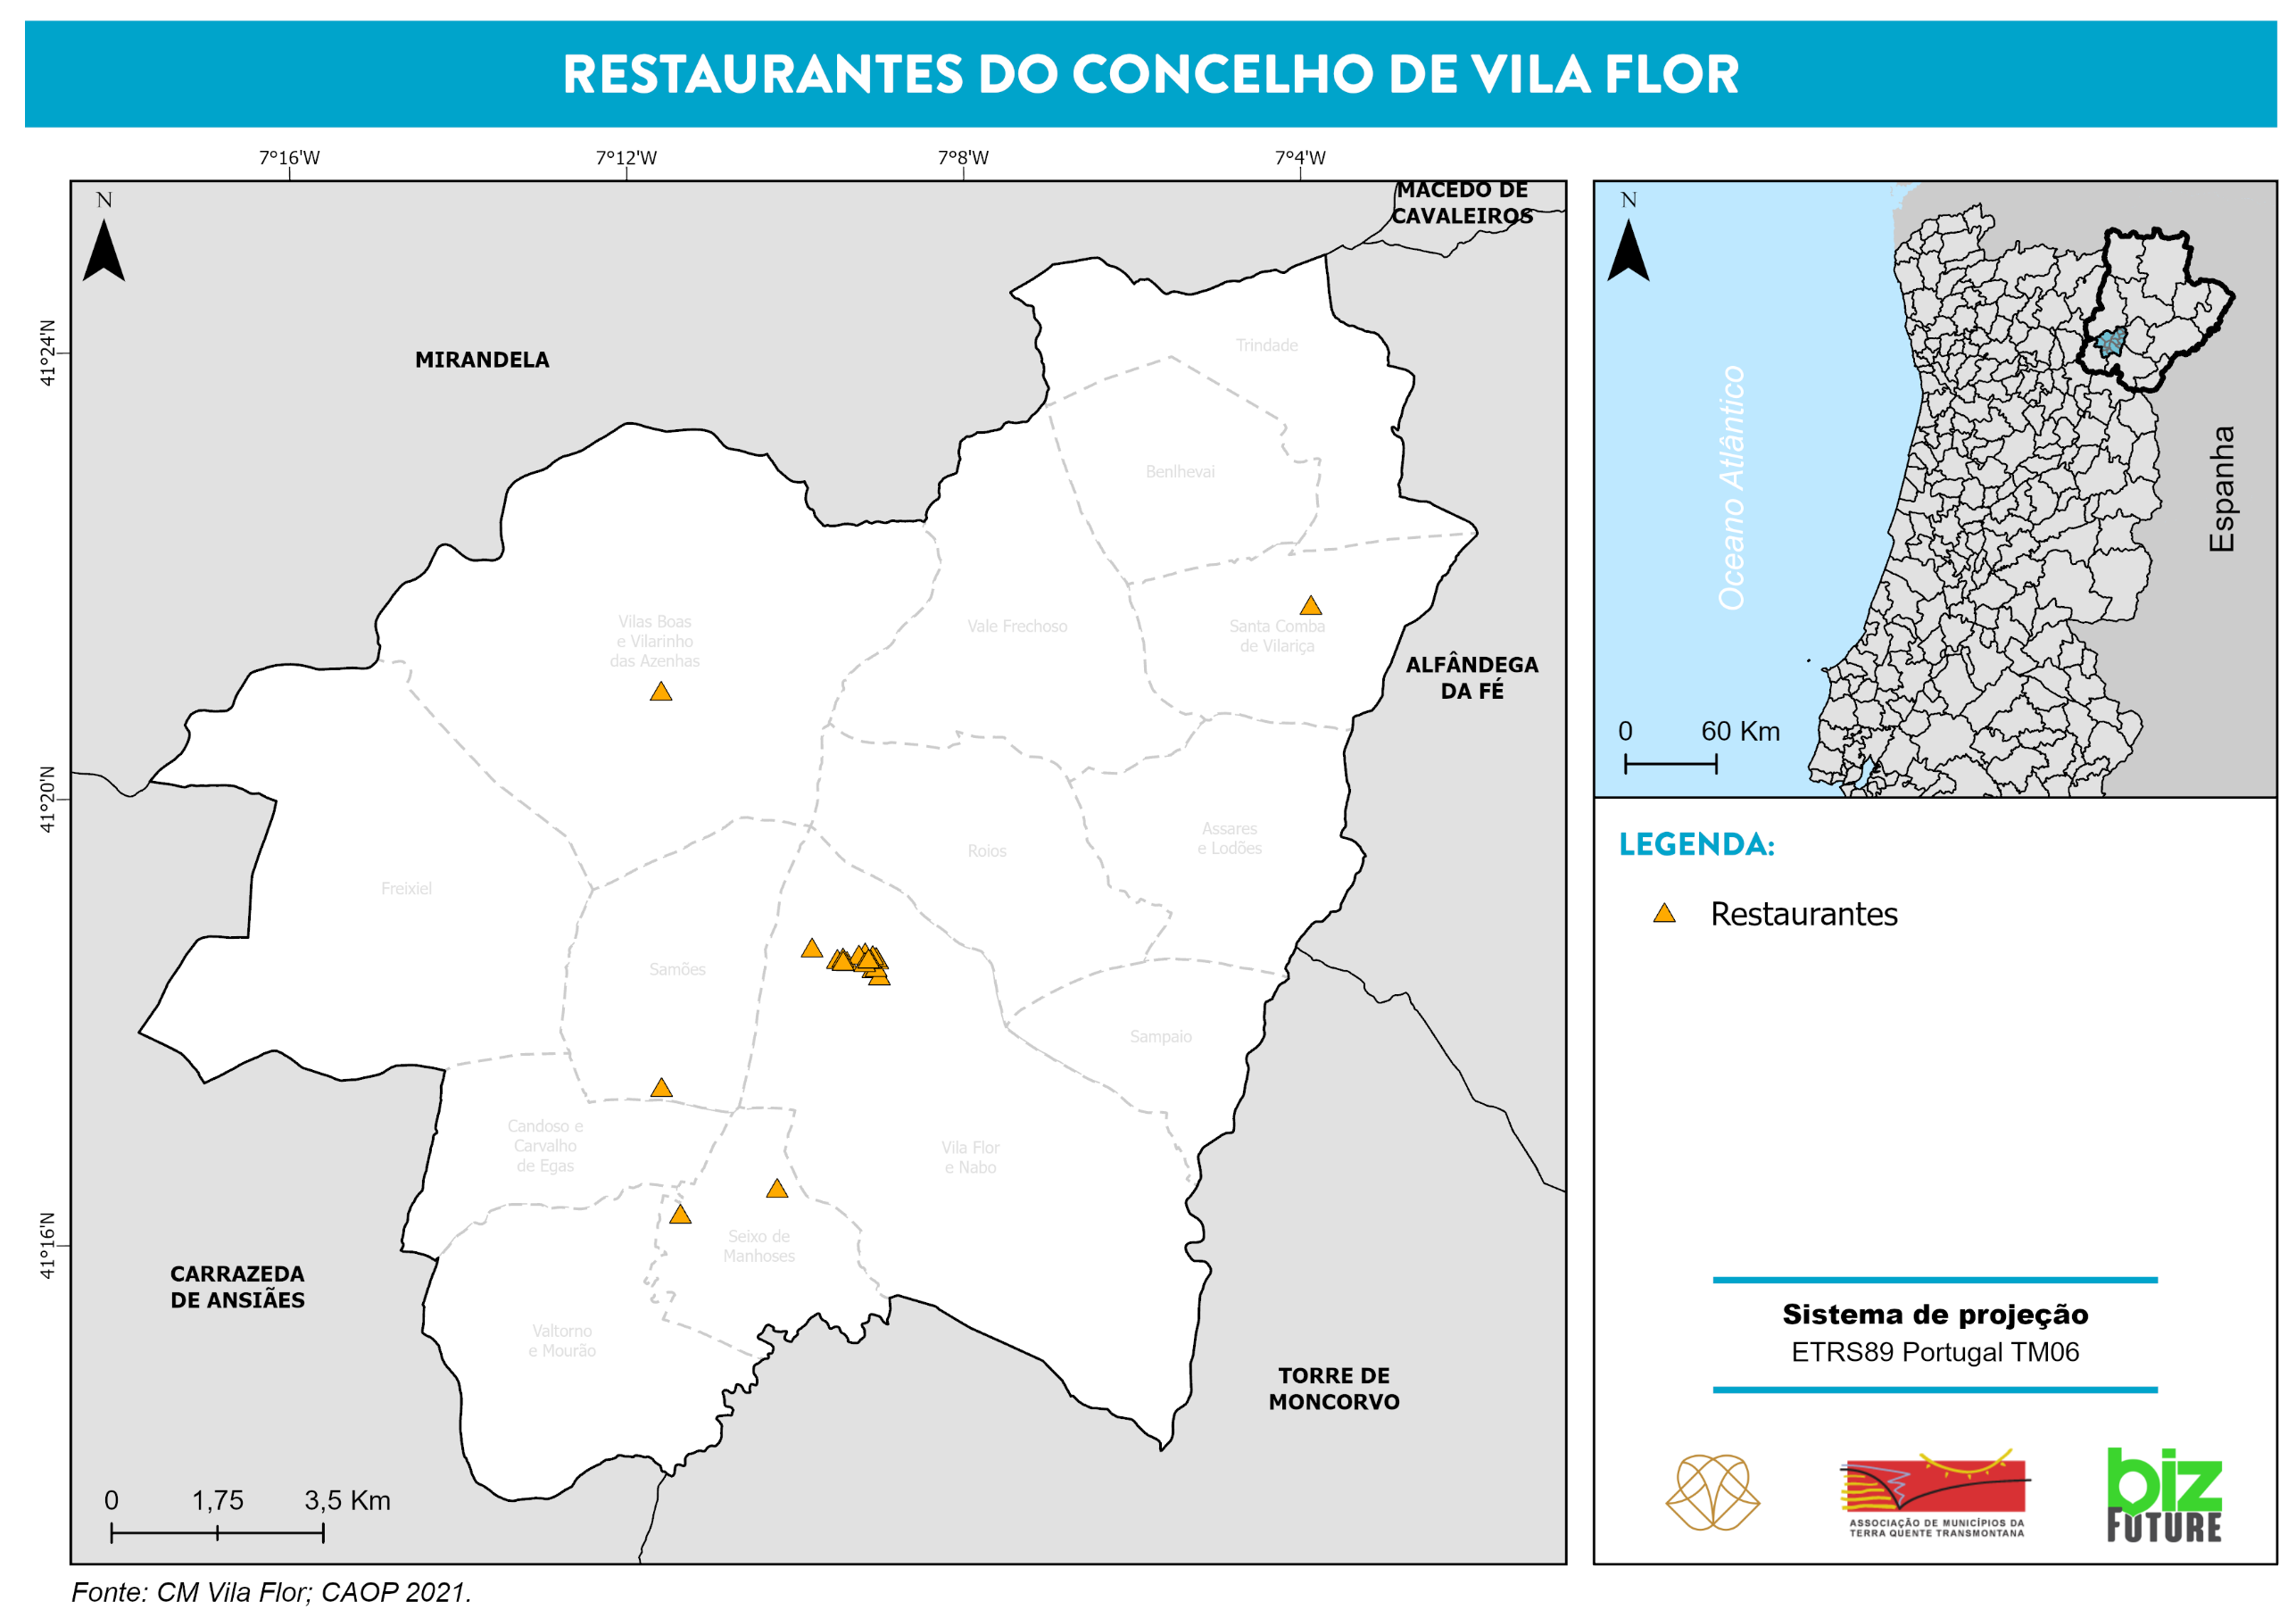 RESTAURANTES DO CONCELHO DE VILA FLOR
7°16'W
7°12'W
7°8'W
7°4'W
41°24'N
41°20'N
41°16'N
N
MACEDO DE
CAVALEIROS
MIRANDELA
Trindade
Benlhevai
Vilas Boas
e Vilarinho
das Azenhas
Vale Frechoso
Santa Comba
de Vilariça
ALFÂNDEGA
DA FÉ
Assares
e Lodões
Roios
Freixiel
Samões
Sampaio
Candoso e
Carvalho
de Egas
Vila Flor
e Nabo
Seixo de
Manhoses
CARRAZEDA
DE ANSIÃES
Valtorno
e Mourão
TORRE DE
MONCORVO
0 1,75 3,5 Km
N
Oceano Atlântico
Espanha
0 60 Km
LEGENDA:
Restaurantes
Sistema de projeção
ETRS89 Portugal TM06
ASSOCIAÇÃO DE MUNICÍPIOS DA
TERRA QUENTE TRANSMONTANA
biz
FUTURE
Fonte: CM Vila Flor; CAOP 2021.